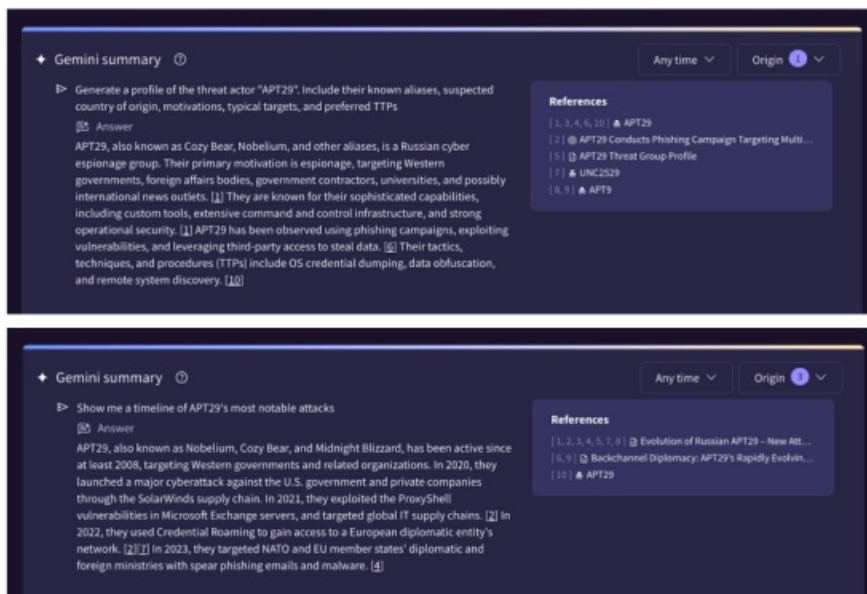 Gemini summary
Any time
Origin 1
Generate a profile of the threat actor "APT29". Include their known aliases, suspected
country of origin, motivations, typical targets, and preferred TTPs
Answer
APT29, also known as Cozy Bear, Nobelium, and other aliases, is a Russian cyber
espionage group. Their primary motivation is espionage, targeting Western
governments, foreign affairs bodies, government contractors, universities, and possibly
international news outlets. [1] They are known for their sophisticated capabilities,
including custom tools, extensive command and control infrastructure, and strong
operational security. [1] APT29 has been observed using phishing campaigns, exploiting
vulnerabilities, and leveraging third-party access to steal data. [6] Their tactics,
techniques, and procedures (TTPs) include OS credential dumping, data obfuscation,
and remote system discovery. [10]
References
[1, 3, 4, 6, 10] APT29
[2] APT29 Conducts Phishing Campaign Targeting Multi...
[5] APT29 Threat Group Profile
[7] UNC2529
[8, 9] APT9
Gemini summary
Any time
Origin 3
Show me a timeline of APT29's most notable attacks
Answer
APT29, also known as Nobelium, Cozy Bear, and Midnight Blizzard, has been active since
at least 2008, targeting Western governments and related organizations. In 2020, they
launched a major cyberattack against the U.S. government and private companies
through the SolarWinds supply chain. In 2021, they exploited the ProxyShell
vulnerabilities in Microsoft Exchange servers, and targeted global IT supply chains. [2] In
2022, they used Credential Roaming to gain access to a European diplomatic entity's
network. [2][7] In 2023, they targeted NATO and EU member states' diplomatic and
foreign ministries with spear phishing emails and malware. [4]
References
[1, 2, 3, 4, 5, 7, 8] Evolution of Russian APT29 – New Att...
[6, 9] Backchannel Diplomacy: APT29's Rapidly Evolvin...
[10] APT29